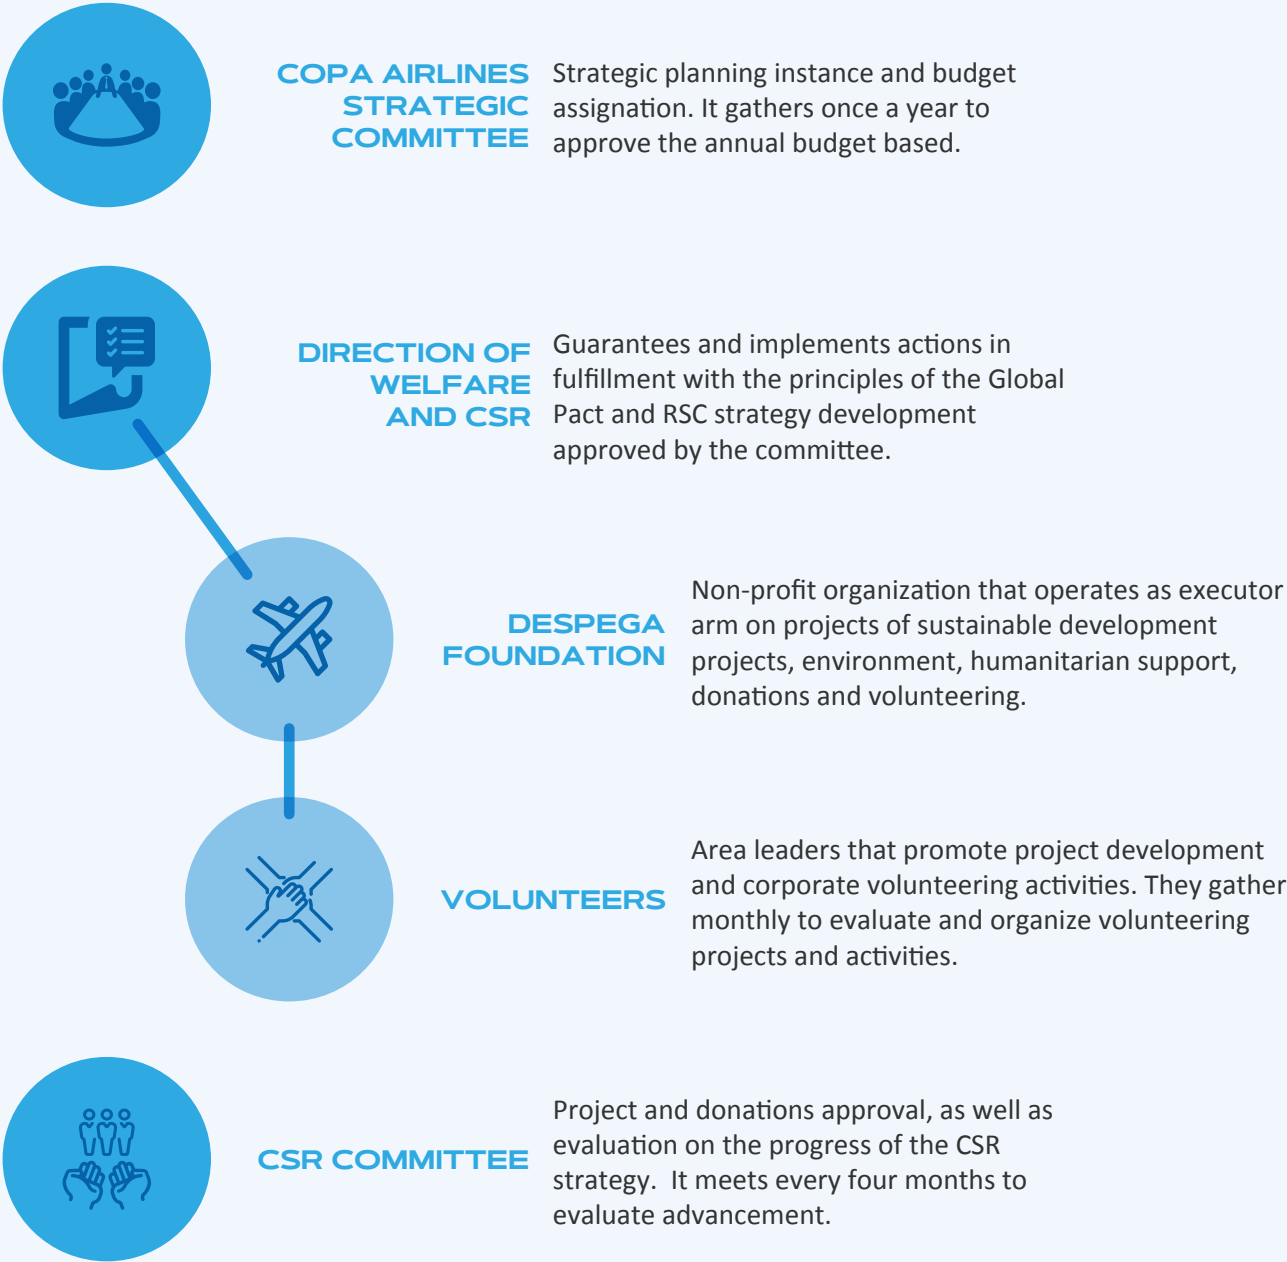 COPA AIRLINES
STRATEGIC
COMMITTEE
Strategic planning instance and budget
assignation. It gathers once a year to
approve the annual budget based.
DIRECTION OF
WELFARE
AND CSR
Guarantees and implements actions in
fulfillment with the principles of the Global
Pact and RSC strategy development
approved by the committee.
DESPEGA
FOUNDATION
Non-profit organization that operates as executor
arm on projects of sustainable development
projects, environment, humanitarian support,
donations and volunteering.
VOLUNTEERS
Area leaders that promote project development
and corporate volunteering activities. They gather
monthly to evaluate and organize volunteering
projects and activities.
CSR COMMITTEE
Project and donations approval, as well as
evaluation on the progress of the CSR
strategy.  It meets every four months to
evaluate advancement.